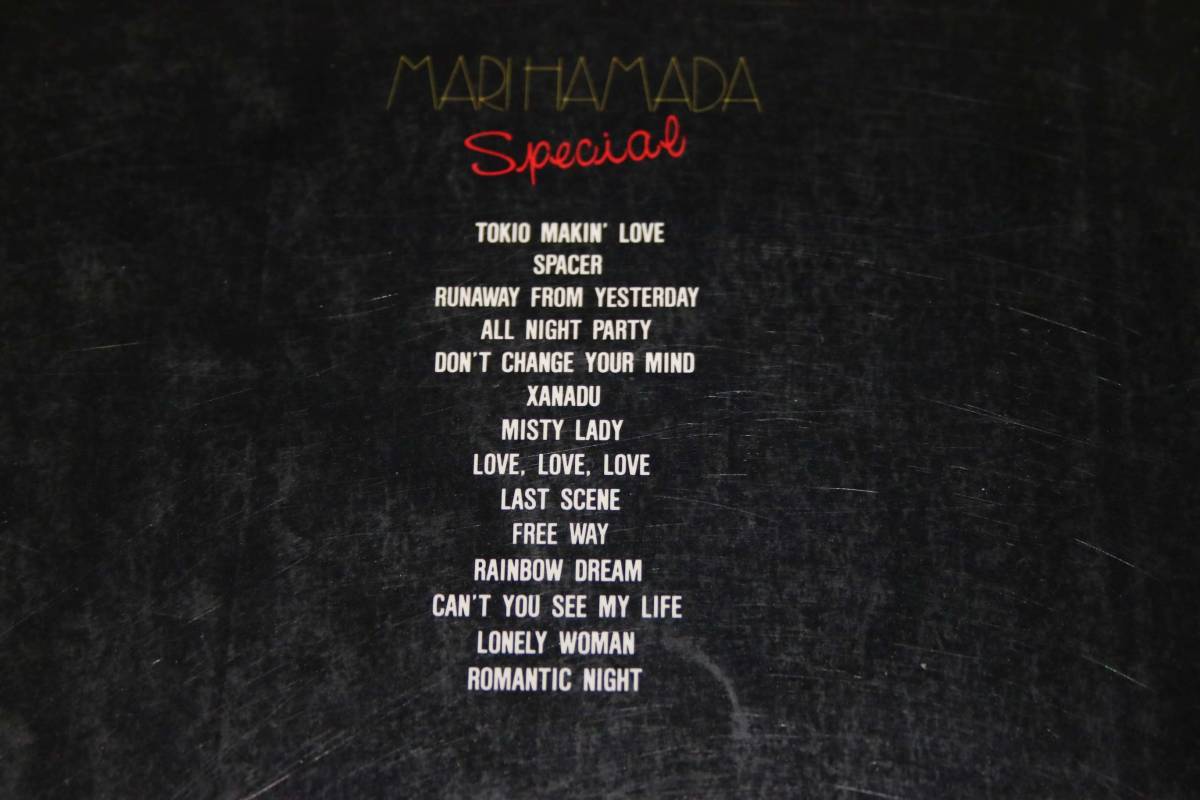 MARI HAMADA
Special
TOKIO MAKIN' LOVE
SPACER
RUNAWAY FROM YESTERDAY
ALL NIGHT PARTY
DON'T CHANGE YOUR MIND
XANADU
MISTY LADY
LOVE, LOVE, LOVE
LAST SCENE
FREE WAY
RAINBOW DREAM
CAN'T YOU SEE MY LIFE
LONELY WOMAN
ROMANTIC NIGHT